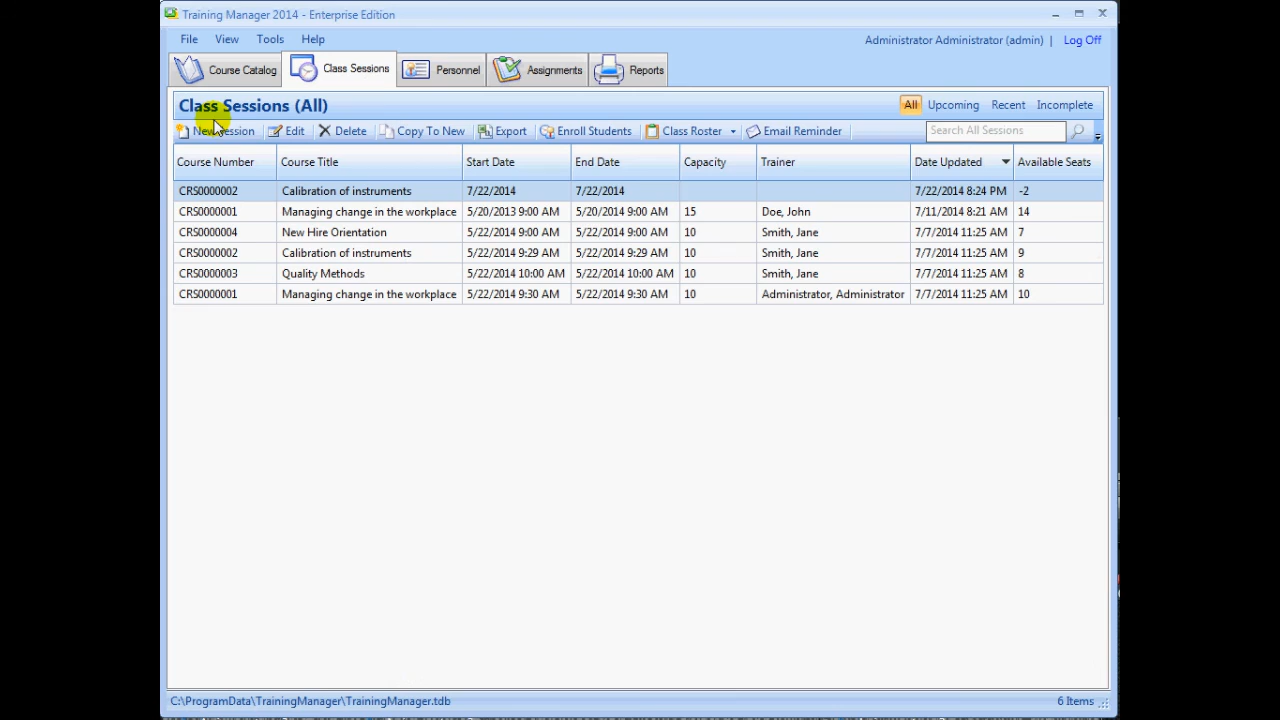 Training Manager 2014 - Enterprise Edition
File View Tools Help Administrator Administrator (admin) | Log Off
Course Catalog Class Sessions Personnel Assignments Reports
Class Sessions (All) All Upcoming Recent Incomplete
New Session Edit Delete Copy To New Export Enroll Students Class Roster Email Reminder Search All Sessions
Course Number Course Title Start Date End Date Capacity Trainer Date Updated Available Seats
CRS0000002 Calibration of instruments 7/22/2014 7/22/2014 7/22/2014 8:24 PM -2
CRS0000001 Managing change in the workplace 5/20/2013 9:00 AM 5/20/2014 9:00 AM 15 Doe, John 7/11/2014 8:21 AM 14
CRS0000004 New Hire Orientation 5/22/2014 9:00 AM 5/22/2014 9:00 AM 10 Smith, Jane 7/7/2014 11:25 AM 7
CRS0000002 Calibration of instruments 5/22/2014 9:29 AM 5/22/2014 9:29 AM 10 Smith, Jane 7/7/2014 11:25 AM 9
CRS0000003 Quality Methods 5/22/2014 10:00 AM 5/22/2014 10:00 AM 10 Smith, Jane 7/7/2014 11:25 AM 8
CRS0000001 Managing change in the workplace 5/22/2014 9:30 AM 5/22/2014 9:30 AM 10 Administrator, Administrator 7/7/2014 11:25 AM 10
C:\ProgramData\TrainingManager\TrainingManager.tdb 6 Items